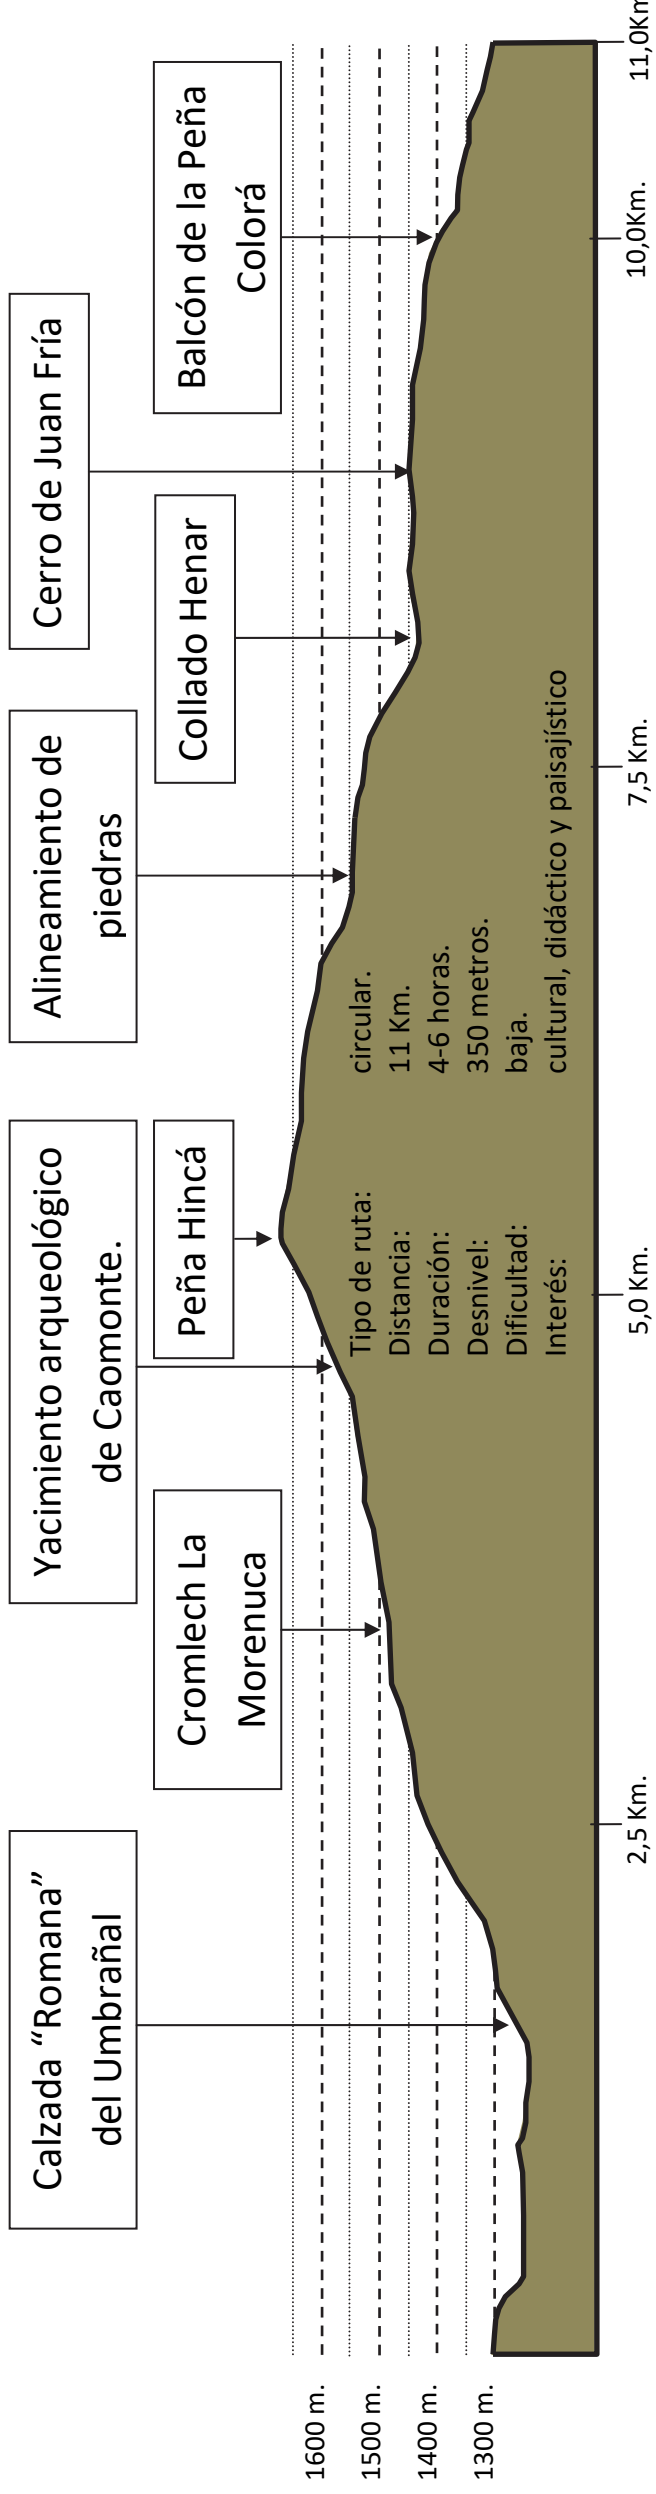 Calzada “Romana”
del Umbrañal
Yacimiento arqueológico
de Caomonte.
Alineamiento de
piedras
Cerro de Juan Fría
Cromlech La
Morenuca
Peña Hincá
Collado Henar
Balcón de la Peña
Colorá
1600 m.
1500 m.
1400 m.
1300 m.
Tipo de ruta: circular.
Distancia: 11 Km.
Duración: 4-6 horas.
Desnivel: 350 metros.
Dificultad: baja.
Interés: cultural, didáctico y paisajístico
2,5 Km.
5,0 Km.
7,5 Km.
10,0Km.
11,0Km